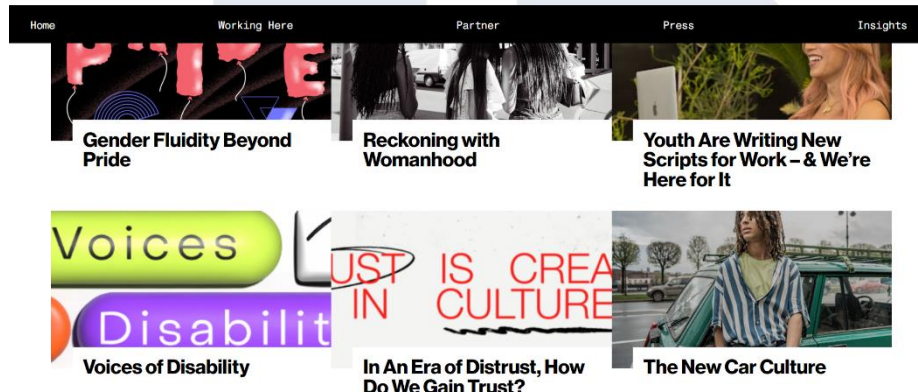 Home Working Here Partner Press Insights
Gender Fluidity Beyond
Pride
Reckoning with
Womanhood
Youth Are Writing New
Scripts for Work – & We're
Here for It
Voices
Disabilit
Voices of Disability
UST IS CREA
IN CULTURE
In An Era of Distrust, How
Do We Gain Trust?
The New Car Culture